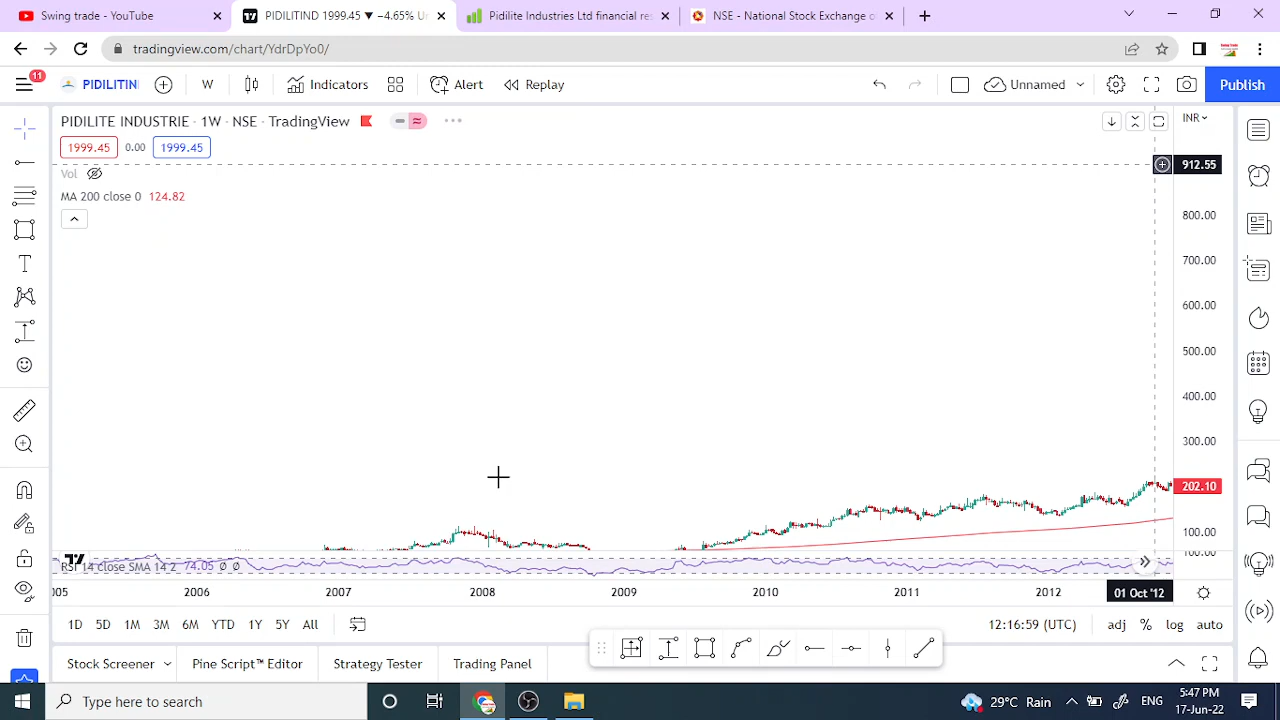 Swing trade - YouTube
PIDILITIND 1999.45 ▼ −4.65% Un
Pidilite Industries Ltd financial res
NSE - National Stock Exchange o
tradingview.com/chart/YdrDpYo0/
11
PIDILITIN
W
Indicators
Alert
Replay
Unnamed
Publish
PIDILITE INDUSTRIE · 1W · NSE · TradingView
INR
1999.45 0.00 1999.45
912.55
Vol
MA 200 close 0 124.82
800.00
700.00
600.00
500.00
400.00
300.00
202.10
100.00
RSI 14 close SMA 14 2 74.05 Ø Ø
2006 2007 2008 2009 2010 2011 2012 01 Oct '12
1D 5D 1M 3M 6M YTD 1Y 5Y All
12:16:59 (UTC) adj % log auto
Stock Screener Pine Script™ Editor Strategy Tester Trading Panel
Type here to search
29°C Rain
ENG
5:47 PM
17-Jun-22